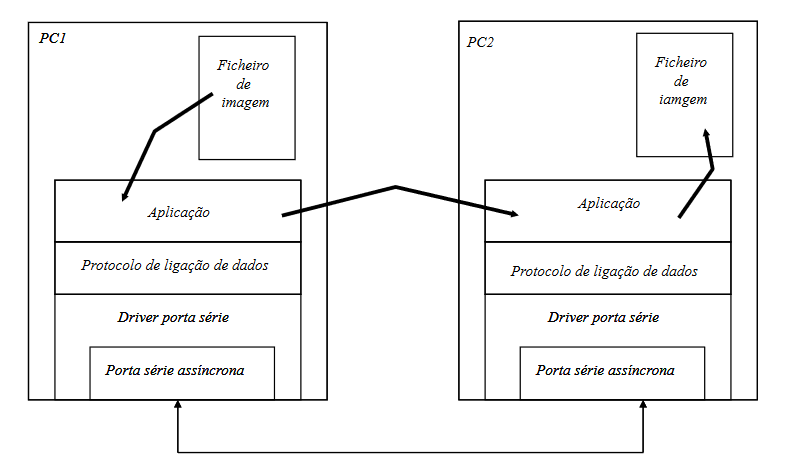 PC1
Ficheiro
de
imagem
Aplicação
Protocolo de ligação de dados
Driver porta série
Porta série assíncrona
PC2
Ficheiro
de
iamgem
Aplicação
Protocolo de ligação de dados
Driver porta série
Porta série assíncrona